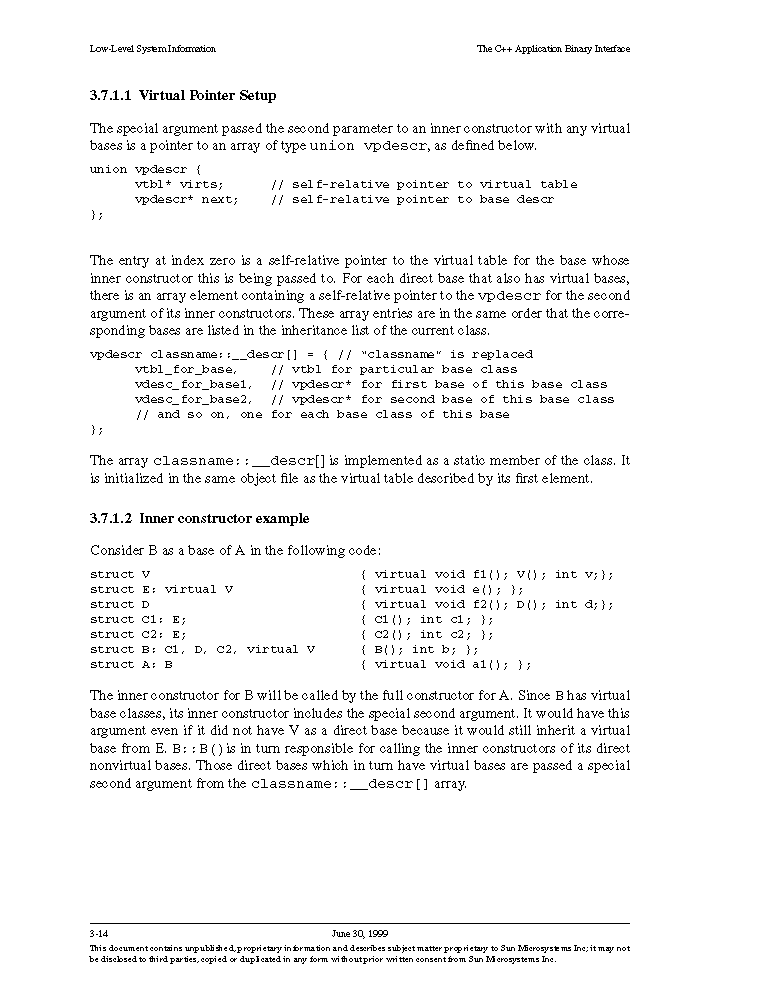 Low-Level System Information The C++ Application Binary Interface
3.7.1.1 Virtual Pointer Setup
The special argument passed the second parameter to an inner constructor with any virtual
bases is a pointer to an array of type union vpdescr, as defined below.
union vpdescr {
vtbl* virts; // self-relative pointer to virtual table
vpdescr* next; // self-relative pointer to base descr
};
The entry at index zero is a self-relative pointer to the virtual table for the base whose
inner constructor this is being passed to. For each direct base that also has virtual bases,
there is an array element containing a self-relative pointer to the vpdescr for the second
argument of its inner constructors. These array entries are in the same order that the corre-
sponding bases are listed in the inheritance list of the current class.
vpdescr classname::__descr[] = { // "classname" is replaced
vtbl_for_base, // vtbl for particular base class
vdesc_for_base1, // vpdescr* for first base of this base class
vdesc_for_base2, // vpdescr* for second base of this base class
// and so on, one for each base class of this base
};
The array classname::__descr[] is implemented as a static member of the class. It
is initialized in the same object file as the virtual table described by its first element.
3.7.1.2 Inner constructor example
Consider B as a base of A in the following code:
struct V { virtual void f1(); V(); int v;};
struct E: virtual V { virtual void e(); };
struct D { virtual void f2(); D(); int d;};
struct C1: E; { C1(); int c1; };
struct C2: E; { C2(); int c2; };
struct B: C1, D, C2, virtual V { B(); int b; };
struct A: B { virtual void a1(); };
The inner constructor for B will be called by the full constructor for A. Since B has virtual
base classes, its inner constructor includes the special second argument. It would have this
argument even if it did not have V as a direct base because it would still inherit a virtual
base from E. B::B() is in turn responsible for calling the inner constructors of its direct
nonvirtual bases. Those direct bases which in turn have virtual bases are passed a special
second argument from the classname::__descr[] array.
3-14 June 30, 1999
This document contains unpublished, proprietary information and describes subject matter proprietary to Sun Microsystems Inc; it may not
be disclosed to third parties, copied or duplicated in any form without prior written consent from Sun Microsystems Inc.